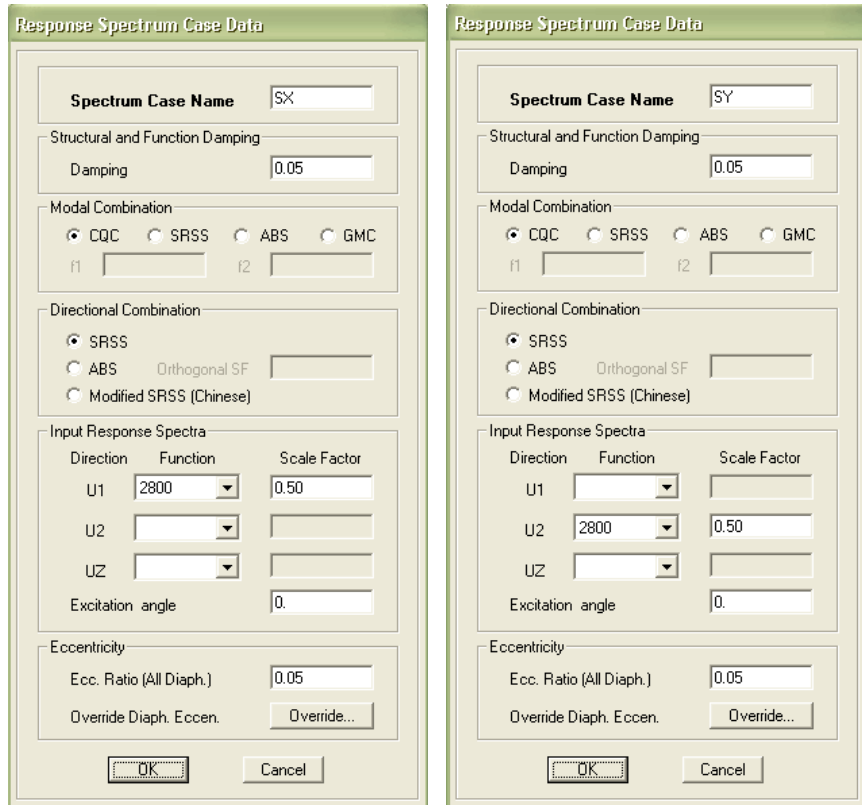 Response Spectrum Case Data
Spectrum Case Name SX
Structural and Function Damping
Damping 0.05
Modal Combination
CQC SRSS ABS GMC
f1 f2
Directional Combination
SRSS
ABS Orthogonal SF
Modified SRSS (Chinese)
Input Response Spectra
Direction Function Scale Factor
U1 2800 0.50
U2
UZ
Excitation angle 0.
Eccentricity
Ecc. Ratio (All Diaph.) 0.05
Override Diaph. Eccen. Override...
OK Cancel
Response Spectrum Case Data
Spectrum Case Name SY
Structural and Function Damping
Damping 0.05
Modal Combination
CQC SRSS ABS GMC
f1 f2
Directional Combination
SRSS
ABS Orthogonal SF
Modified SRSS (Chinese)
Input Response Spectra
Direction Function Scale Factor
U1
U2 2800 0.50
UZ
Excitation angle 0.
Eccentricity
Ecc. Ratio (All Diaph.) 0.05
Override Diaph. Eccen. Override...
OK Cancel